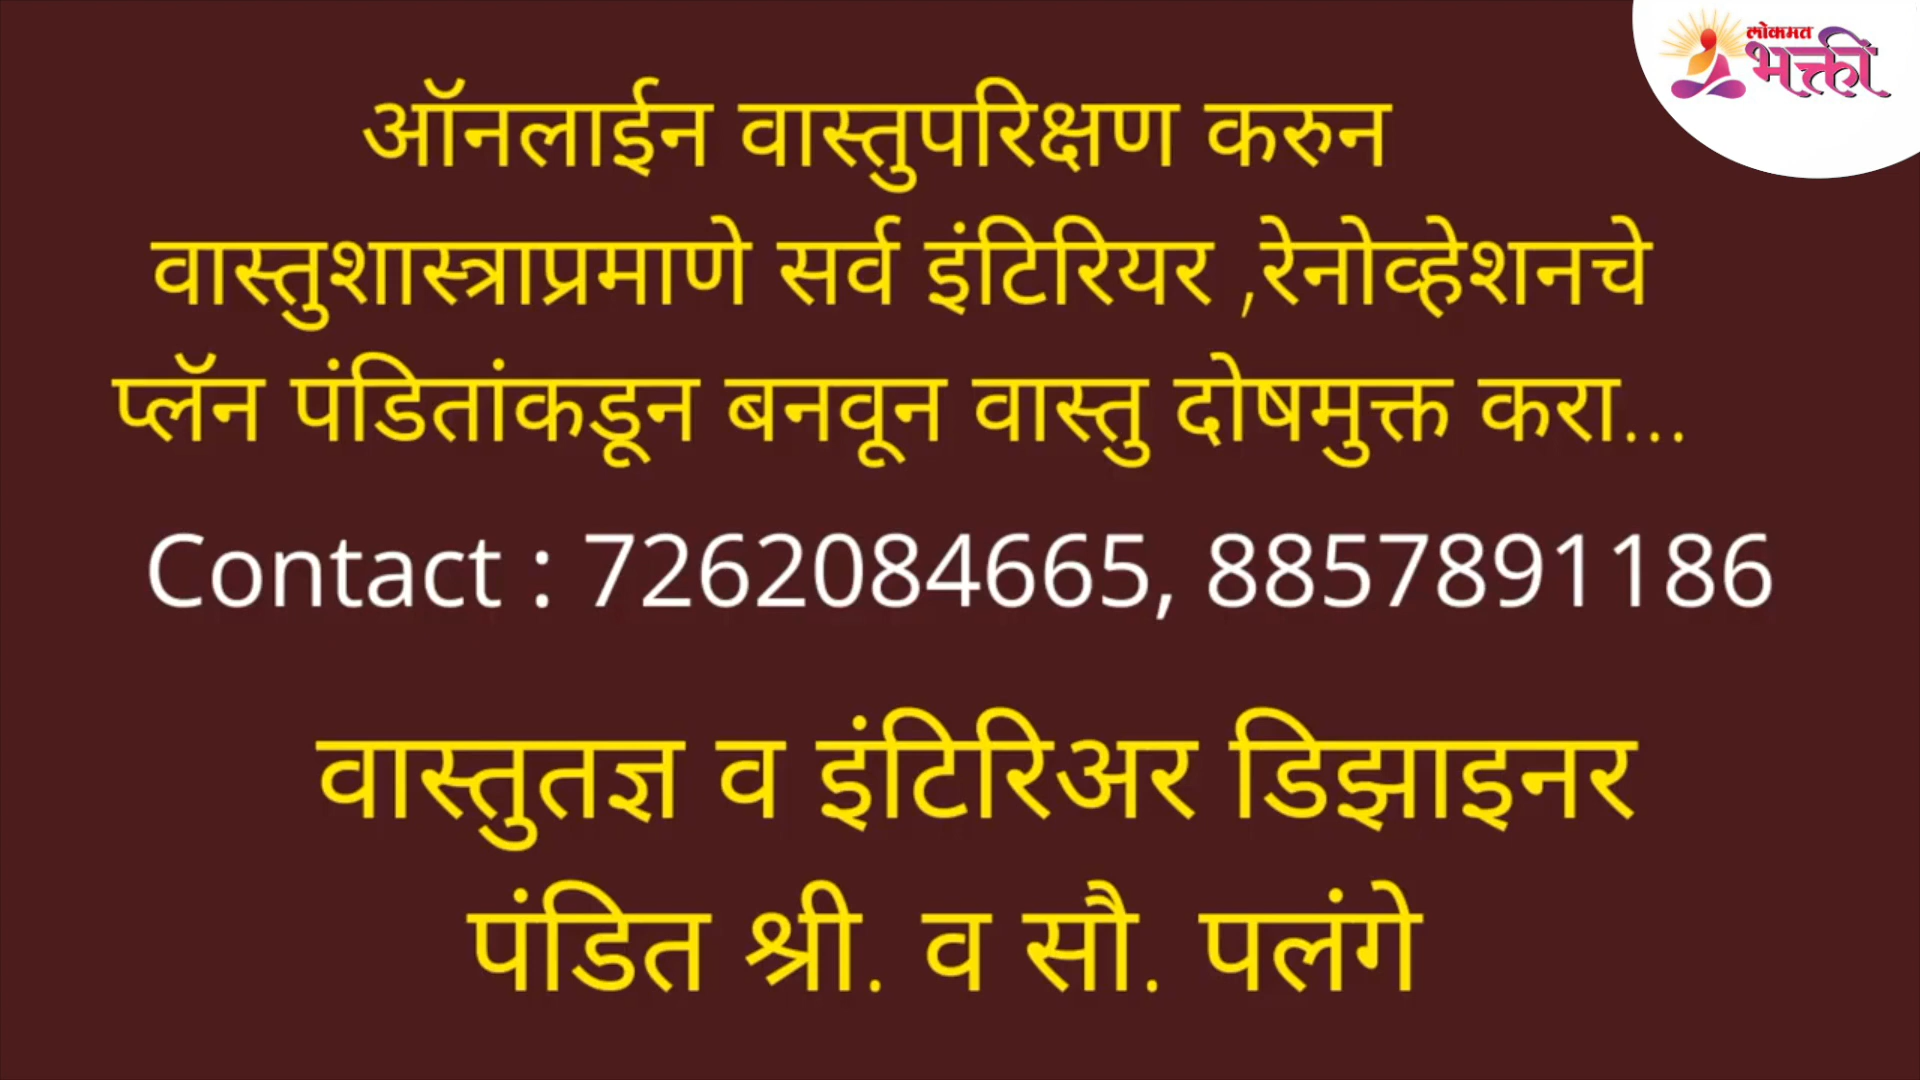 लोकमत
भक्ती
ऑनलाईन वास्तुपरिक्षण करुन
वास्तुशास्त्राप्रमाणे सर्व इंटिरियर ,रेनोव्हेशनचे
प्लॅन पंडितांकडून बनवून वास्तु दोषमुक्त करा...
Contact : 7262084665, 8857891186
वास्तुतज्ञ व इंटिरिअर डिझाइनर
पंडित श्री. व सौ. पलंगे